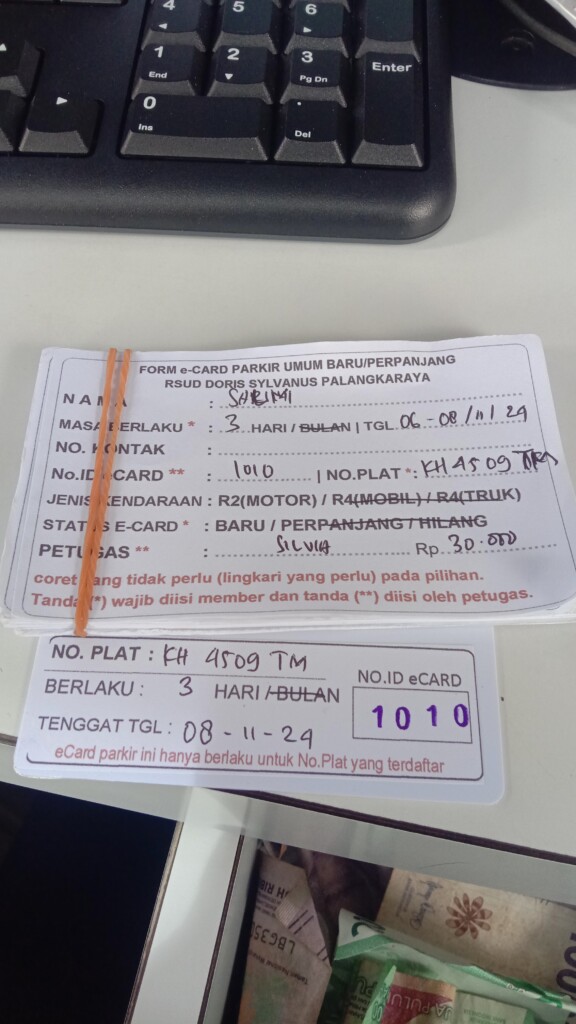 4
5
6
1
End
2
3
Pg Dn
Enter
0
Ins
.
Del
FORM e-CARD PARKIR UMUM BARU/PERPANJANG
RSUD DORIS SYLVANUS PALANGKARAYA
NAMA : SARIMI
MASA BERLAKU * : 3 HARI / BULAN | TGL 06 - 08/11/24
NO. KONTAK :
No.ID eCARD ** : 1010 | NO.PLAT *: KH 4509 TM
JENIS KENDARAAN : R2(MOTOR) / R4(MOBIL) / R4(TRUK)
STATUS E-CARD * : BARU / PERPANJANG / HILANG
PETUGAS ** : SILVIA Rp 30.000
coret yang tidak perlu (lingkari yang perlu) pada pilihan.
Tanda (*) wajib diisi member dan tanda (**) diisi oleh petugas.
NO. PLAT : KH 4509 TM
BERLAKU : 3 HARI / BULAN
NO.ID eCARD
1010
TENGGAT TGL : 08 - 11 - 24
eCard parkir ini hanya berlaku untuk No.Plat yang terdaftar